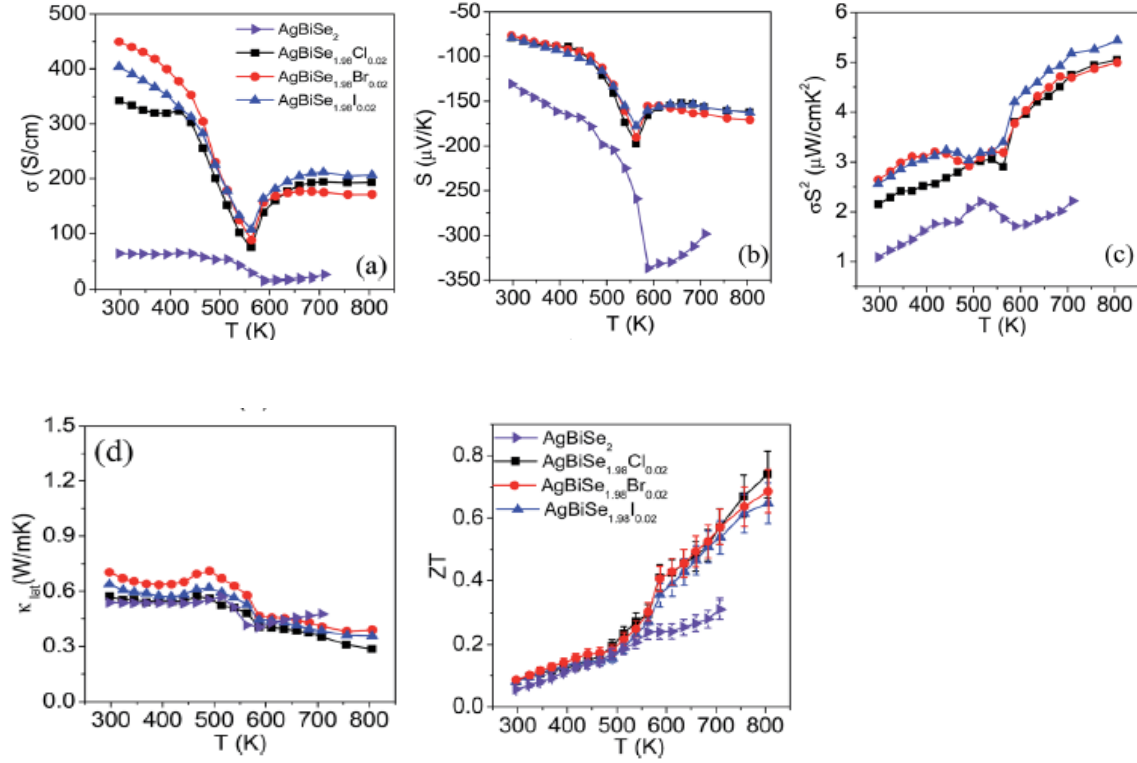 500
400
300
200
100
0
σ (S/cm)
AgBiSe2
AgBiSe1.98Cl0.02
AgBiSe1.98Br0.02
AgBiSe1.98I0.02
(a)
300 400 500 600 700 800
T (K)
-50
-100
-150
-200
-250
-300
-350
S (μV/K)
(b)
300 400 500 600 700 800
T (K)
6
5
4
3
2
1
σS² (μW/cmK²)
(c)
300 400 500 600 700 800
T (K)
1.5
1.2
0.9
0.6
0.3
0.0
κlat(W/mK)
(d)
300 400 500 600 700 800
T (K)
0.8
0.6
0.4
0.2
0.0
ZT
AgBiSe2
AgBiSe1.98Cl0.02
AgBiSe1.98Br0.02
AgBiSe1.98I0.02
300 400 500 600 700 800
T (K)